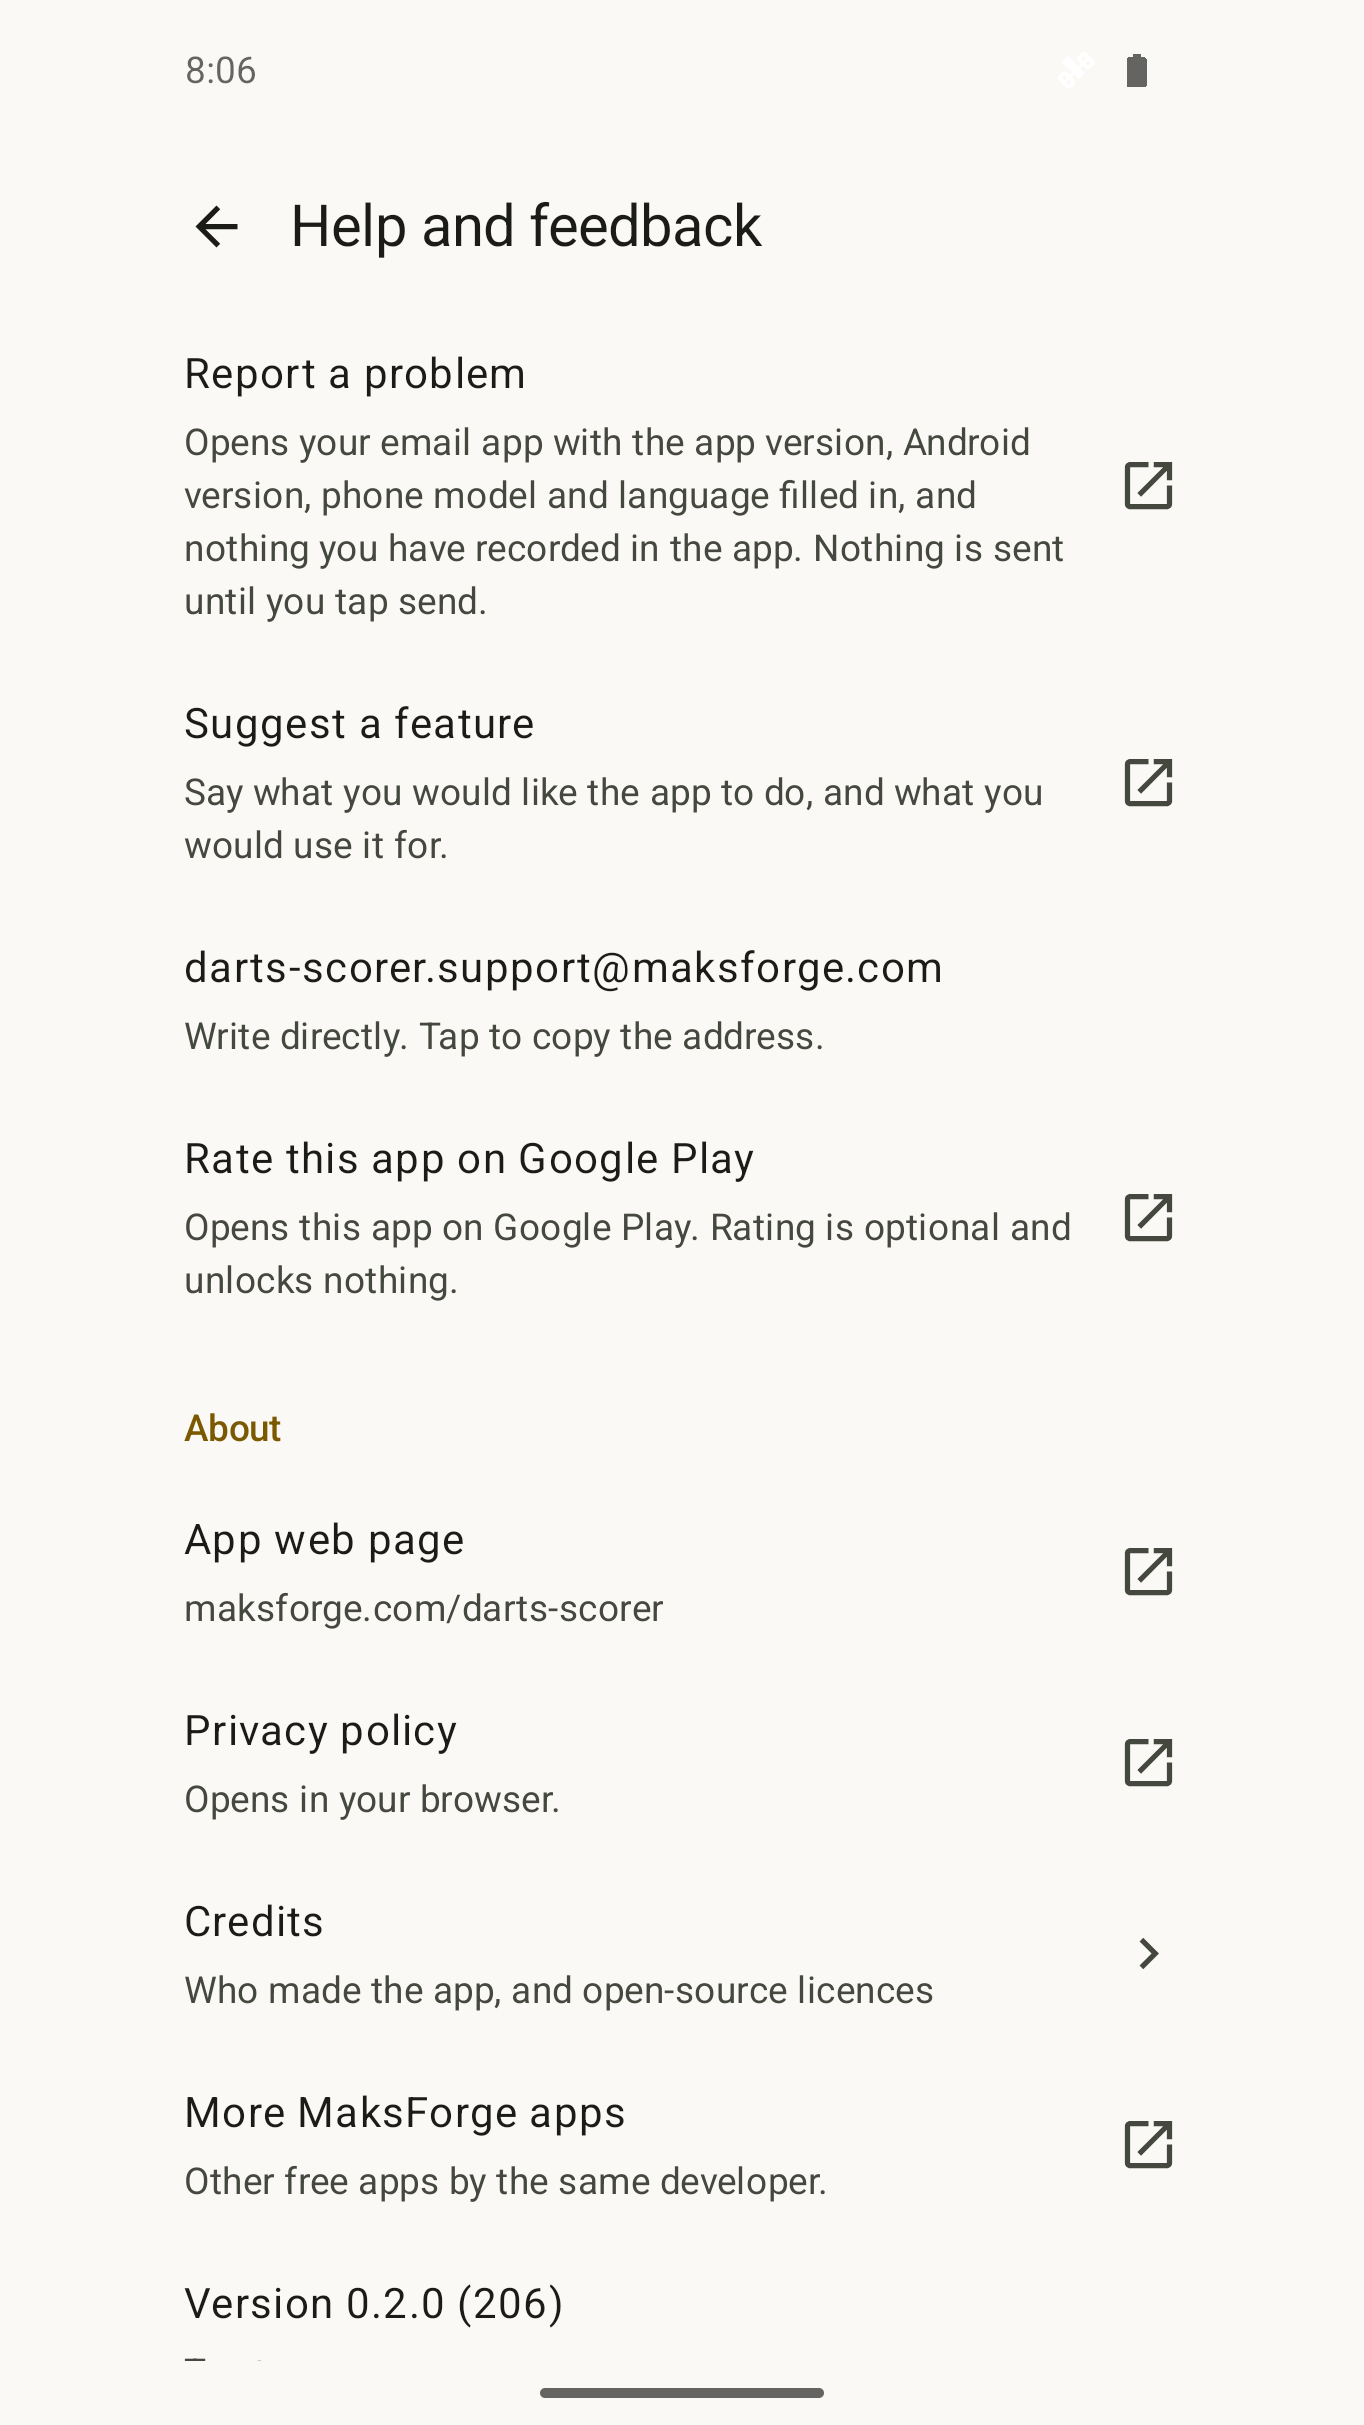 8:06
Help and feedback
Report a problem
Opens your email app with the app version, Android
version, phone model and language filled in, and
nothing you have recorded in the app. Nothing is sent
until you tap send.
Suggest a feature
Say what you would like the app to do, and what you
would use it for.
darts-scorer.support@maksforge.com
Write directly. Tap to copy the address.
Rate this app on Google Play
Opens this app on Google Play. Rating is optional and
unlocks nothing.
About
App web page
maksforge.com/darts-scorer
Privacy policy
Opens in your browser.
Credits
Who made the app, and open-source licences
More MaksForge apps
Other free apps by the same developer.
Version 0.2.0 (206)